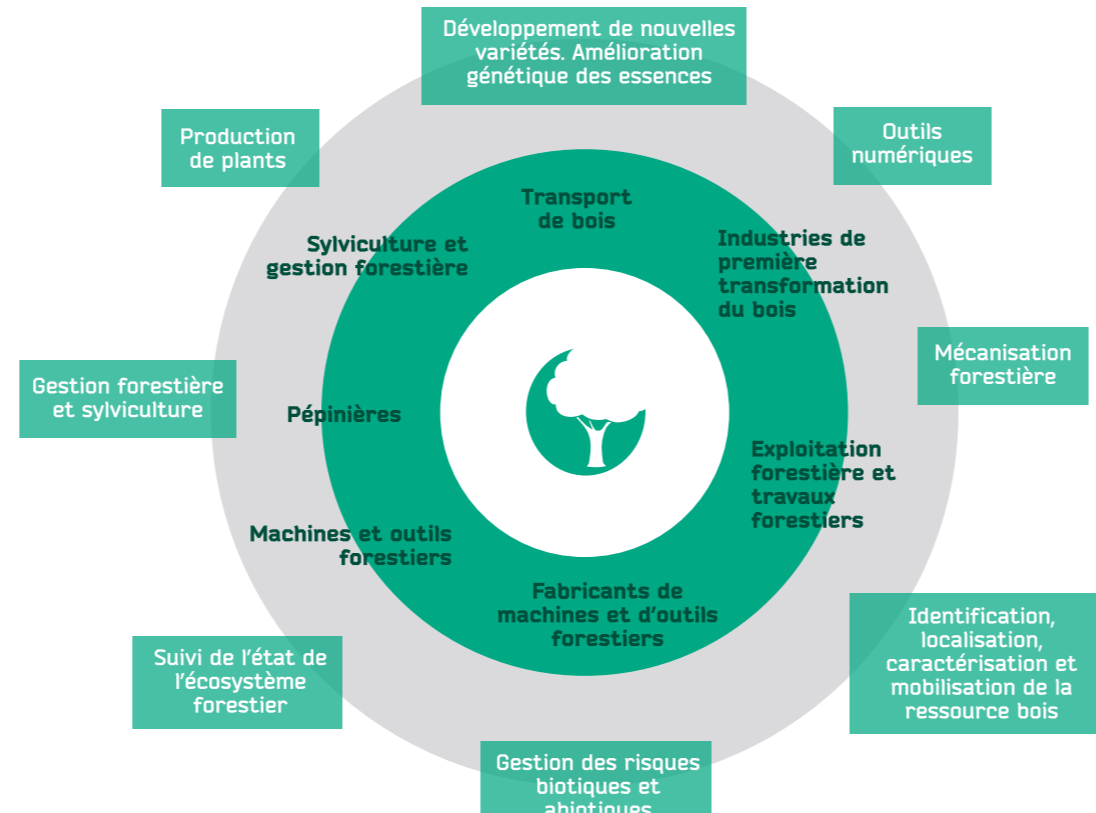 Développement de nouvelles
variétés. Amélioration
génétique des essences
Production
de plants
Outils
numériques
Transport
de bois
Sylviculture et
gestion forestière
Industries de
première
transformation
du bois
Mécanisation
forestière
Gestion forestière
et sylviculture
Pépinières
Exploitation
forestière et
travaux
forestiers
Machines et outils
forestiers
Fabricants de
machines et d'outils
forestiers
Identification,
localisation,
caractérisation et
mobilisation de la
ressource bois
Suivi de l'état de
l'écosystème
forestier
Gestion des risques
biotiques et
abiotiques